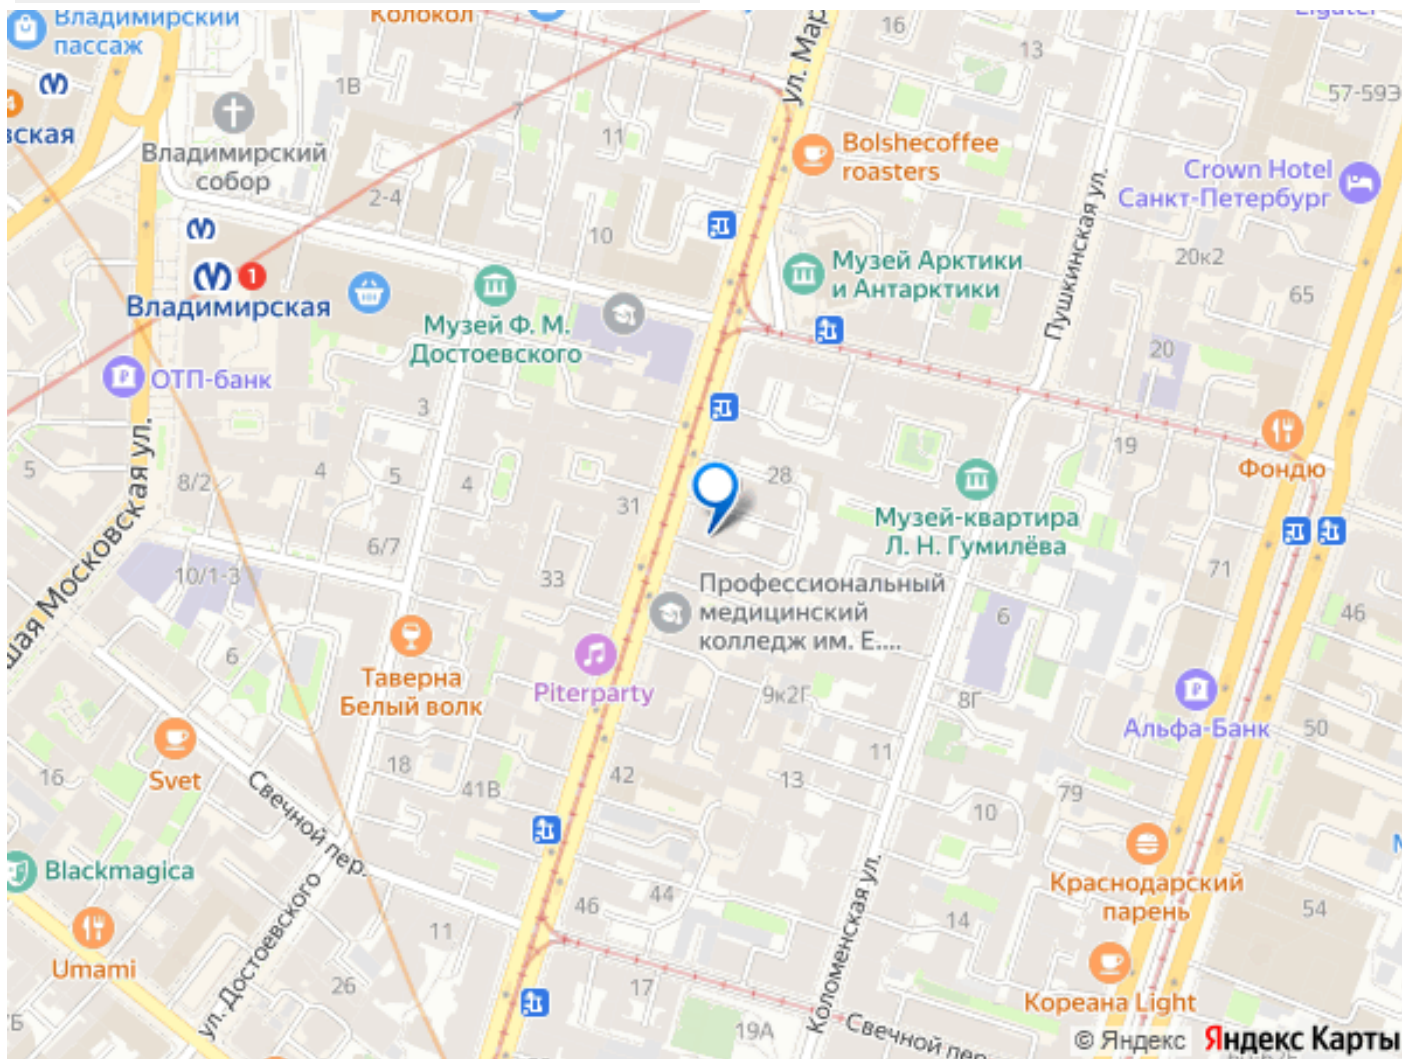 Владимирский
пассаж
Колокол
ул. Мар
16
13
57-59Э
1В
7
11
4
вская
Владимирский
собор
2-4
10
Bolshecoffee
roasters
Crown Hotel
Санкт-Петербург
Пушкинская ул.
20к2
65
1
Владимирская
Музей Арктики
и Антарктики
Музей Ф. М.
Достоевского
ОТП-банк
20
3
19
Фондю
5
8/2
4
5
4
31
28
Музей-квартира
Л. Н. Гумилёва
шая Московская ул.
6/7
10/1-3
33
71
46
Профессиональный
медицинский
колледж им. Е....
6
6
Таверна
Белый волк
Piterparty
9к2Г
8Г
Альфа-Банк
50
Svet
16
18
41В
42
13
11
10
79
Свечной пер.
Blackmagica
Краснодарский
парень
44
46
14
54
11
Umami
ул. Достоевского
26
17
19А
Коломенская ул.
Свечной пер
Кореана Light
© Яндекс Яндекс Карты